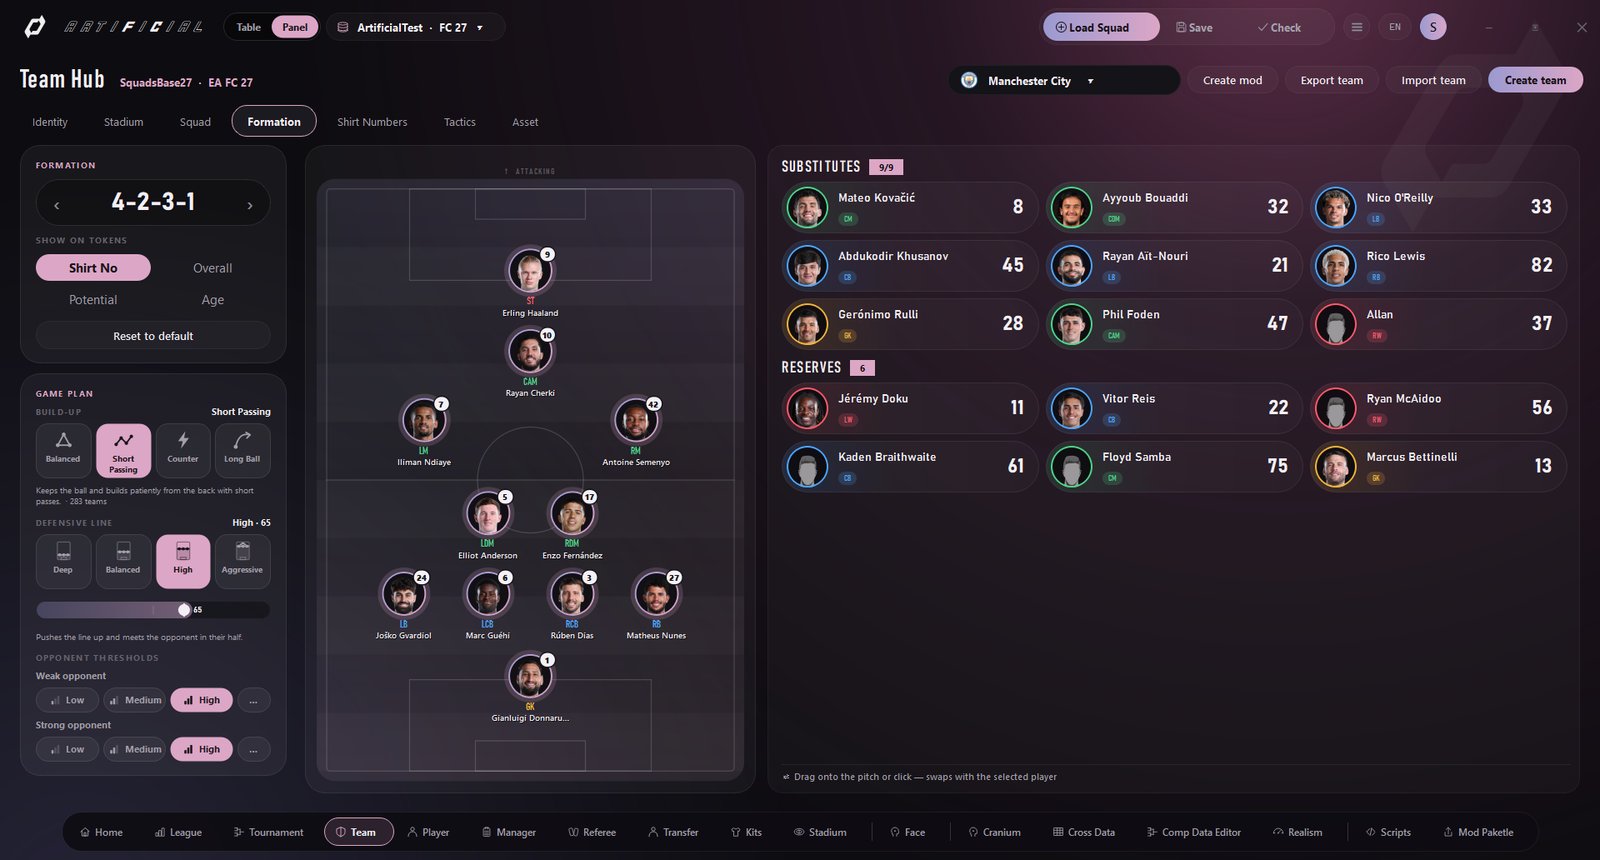 ARTIFICIAL
Table
Panel
ArtificialTest · FC 27
Load Squad
Save
Check
EN
S
Team Hub
SquadsBase27 · EA FC 27
Manchester City
Create mod
Export team
Import team
Create team
Identity
Stadium
Squad
Formation
Shirt Numbers
Tactics
Asset
FORMATION
4-2-3-1
SHOW ON TOKENS
Shirt No
Overall
Potential
Age
Reset to default
GAME PLAN
BUILD-UP
Short Passing
Balanced
Short
Passing
Counter
Long Ball
Keeps the ball and builds patiently from the back with short
passes. · 283 teams
DEFENSIVE LINE
High · 65
Deep
Balanced
High
Aggressive
65
Pushes the line up and meets the opponent in their half.
OPPONENT THRESHOLDS
Weak opponent
Low
Medium
High
...
Strong opponent
Low
Medium
High
...
↑ ATTACKING
9
ST
Erling Haaland
10
CAM
Rayan Cherki
7
LM
Iliman Ndiaye
42
RM
Antoine Semenyo
5
LDM
Elliot Anderson
17
RDM
Enzo Fernández
24
LB
Joško Gvardiol
6
LCB
Marc Guéhi
3
RCB
Rúben Dias
27
RB
Matheus Nunes
1
GK
Gianluigi Donnaru...
SUBSTITUTES 9/9
Mateo Kovačić
CM
8
Ayyoub Bouaddi
CDM
32
Nico O'Reilly
LB
33
Abdukodir Khusanov
CB
45
Rayan Aït-Nouri
LB
21
Rico Lewis
RB
82
Gerónimo Rulli
GK
28
Phil Foden
CAM
47
Allan
RW
37
RESERVES 6
Jérémy Doku
LW
11
Vitor Reis
CB
22
Ryan McAidoo
RW
56
Kaden Braithwaite
CB
61
Floyd Samba
CM
75
Marcus Bettinelli
GK
13
Drag onto the pitch or click — swaps with the selected player
Home
League
Tournament
Team
Player
Manager
Referee
Transfer
Kits
Stadium
Face
Cranium
Cross Data
Comp Data Editor
Realism
Scripts
Mod Paketle